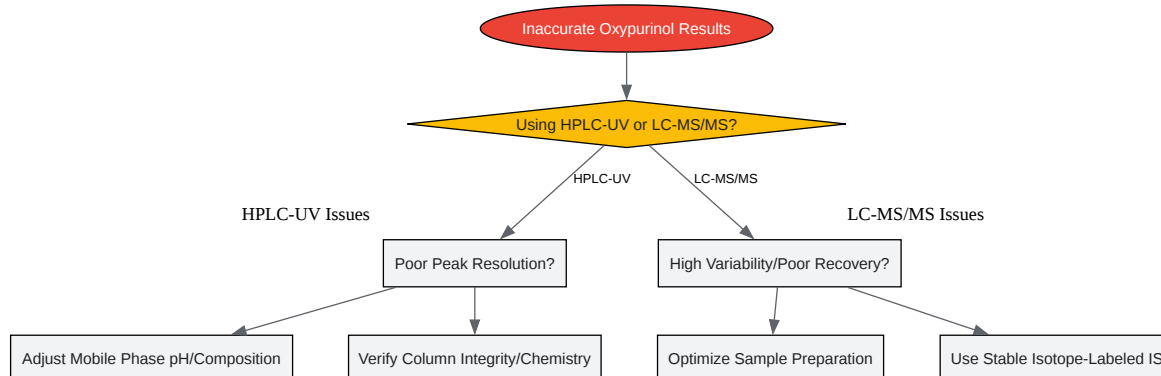 Inaccurate Oxypurinol Results
Using HPLC-UV or LC-MS/MS?
HPLC-UV
LC-MS/MS
HPLC-UV Issues
LC-MS/MS Issues
Poor Peak Resolution?
High Variability/Poor Recovery?
Adjust Mobile Phase pH/Composition
Verify Column Integrity/Chemistry
Optimize Sample Preparation
Use Stable Isotope-Labeled IS